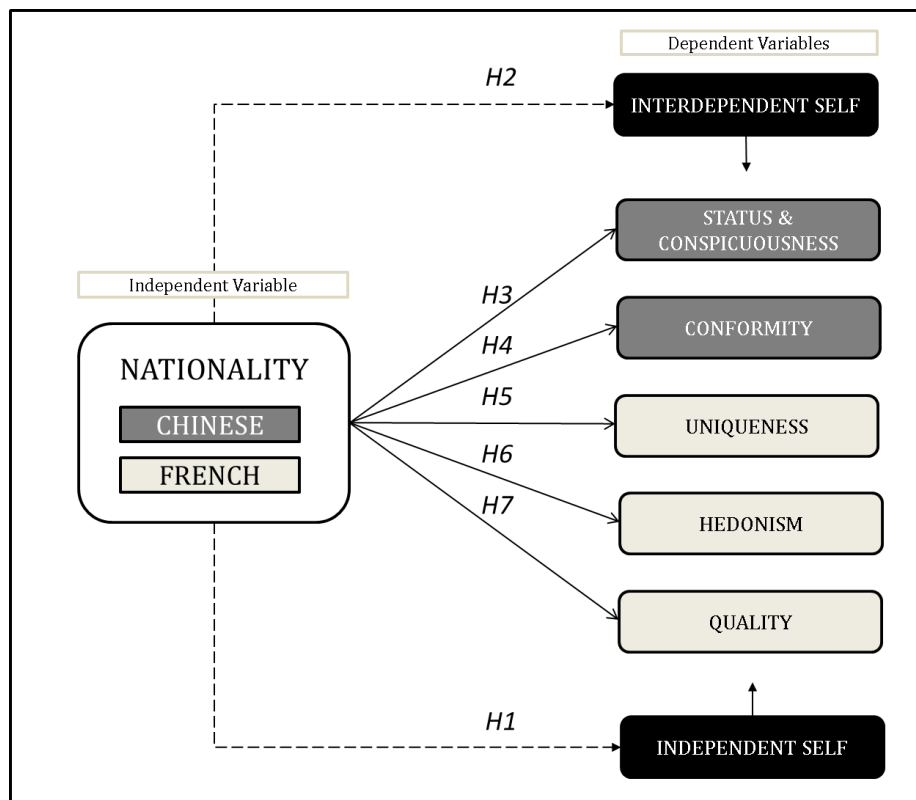 Dependent Variables
H2
INTERDEPENDENT SELF
STATUS &
CONSPICUOUSNESS
Independent Variable
H3
NATIONALITY
CHINESE
FRENCH
H4
CONFORMITY
H5
UNIQUENESS
H6
HEDONISM
H7
QUALITY
H1
INDEPENDENT SELF